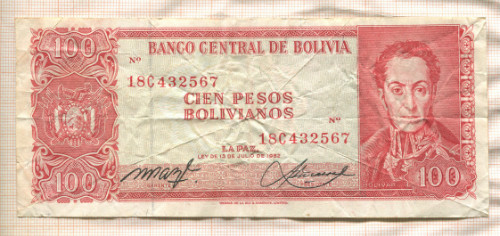 100
BANCO CENTRAL DE BOLIVIA
Nº
18C432567
CIEN PESOS
BOLIVIANOS
Nº
18C432567
LA PAZ
LEY DE 13 DE JULIO DE 1962
100
100